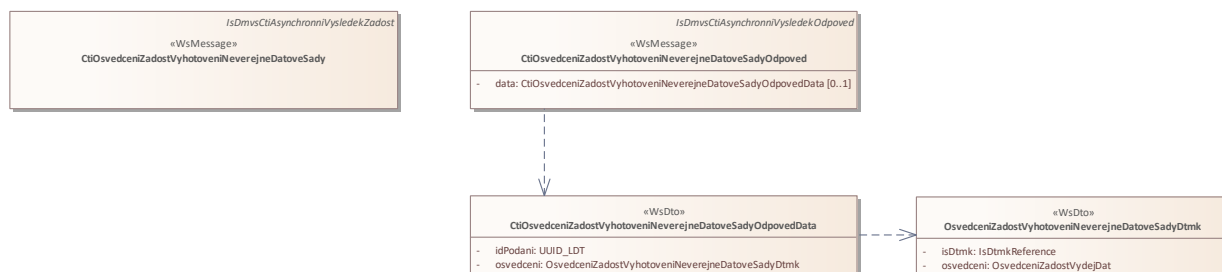 IsDmvsCtiAsynchronniVysledekZadost
«WsMessage»
CtiOsvedceniZadostVyhotoveniNeverejneDatoveSady
IsDmvsCtiAsynchronniVysledekOdpoved
«WsMessage»
CtiOsvedceniZadostVyhotoveniNeverejneDatoveSadyOdpoved
- data: CtiOsvedceniZadostVyhotoveniNeverejneDatoveSadyOdpovedData [0..1]
«WsDto»
CtiOsvedceniZadostVyhotoveniNeverejneDatoveSadyOdpovedData
- idPodani: UUID_LDT
- osvedceni: OsvedceniZadostVyhotoveniNeverejneDatoveSadyDtmk
«WsDto»
OsvedceniZadostVyhotoveniNeverejneDatoveSadyDtmk
- isDtmk: IsDtmkReference
- osvedceni: OsvedceniZadostVydejDat